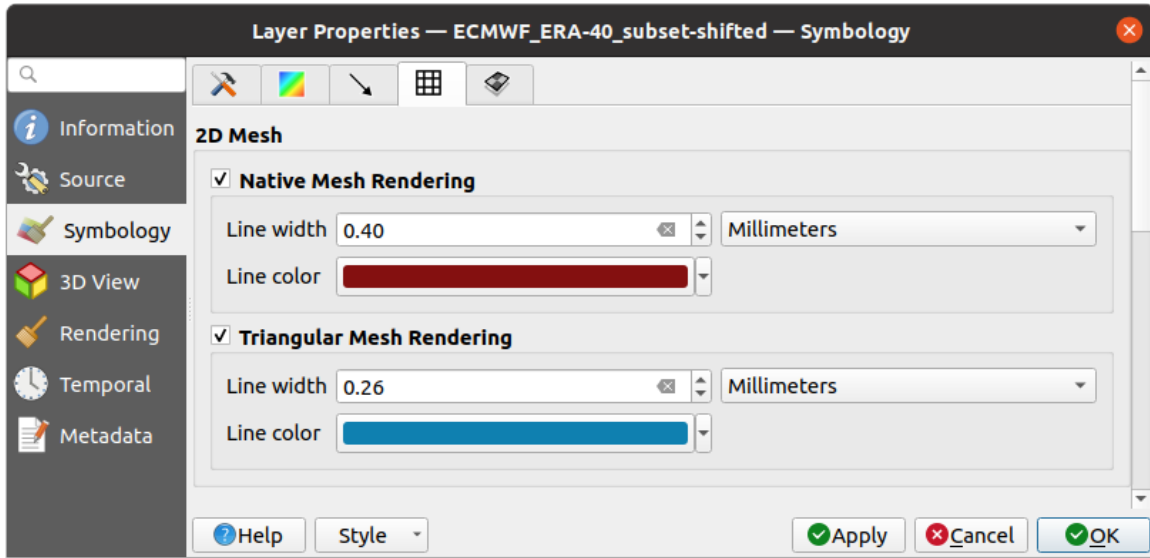 Layer Properties — ECMWF_ERA-40_subset-shifted — Symbology
Information
Source
Symbology
3D View
Rendering
Temporal
Metadata
2D Mesh
Native Mesh Rendering
Line width 0.40 Millimeters
Line color
Triangular Mesh Rendering
Line width 0.26 Millimeters
Line color
Help Style Apply Cancel OK